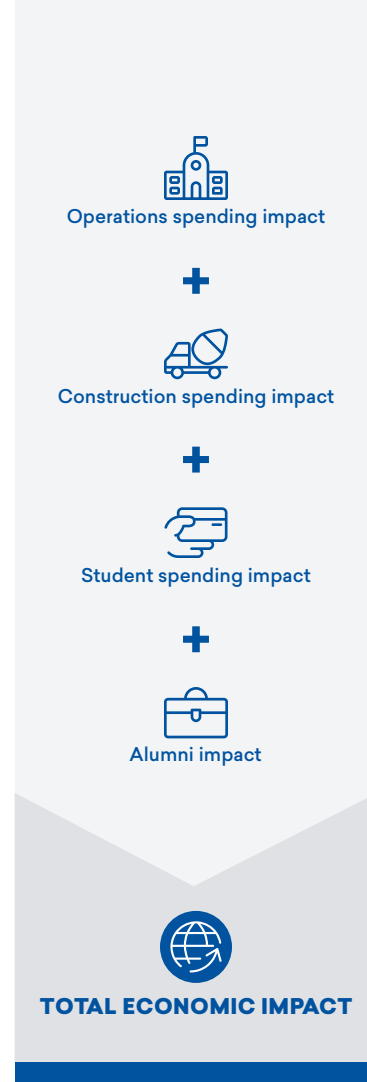 Operations spending impact
+
Construction spending impact
+
Student spending impact
+
Alumni impact
TOTAL ECONOMIC IMPACT